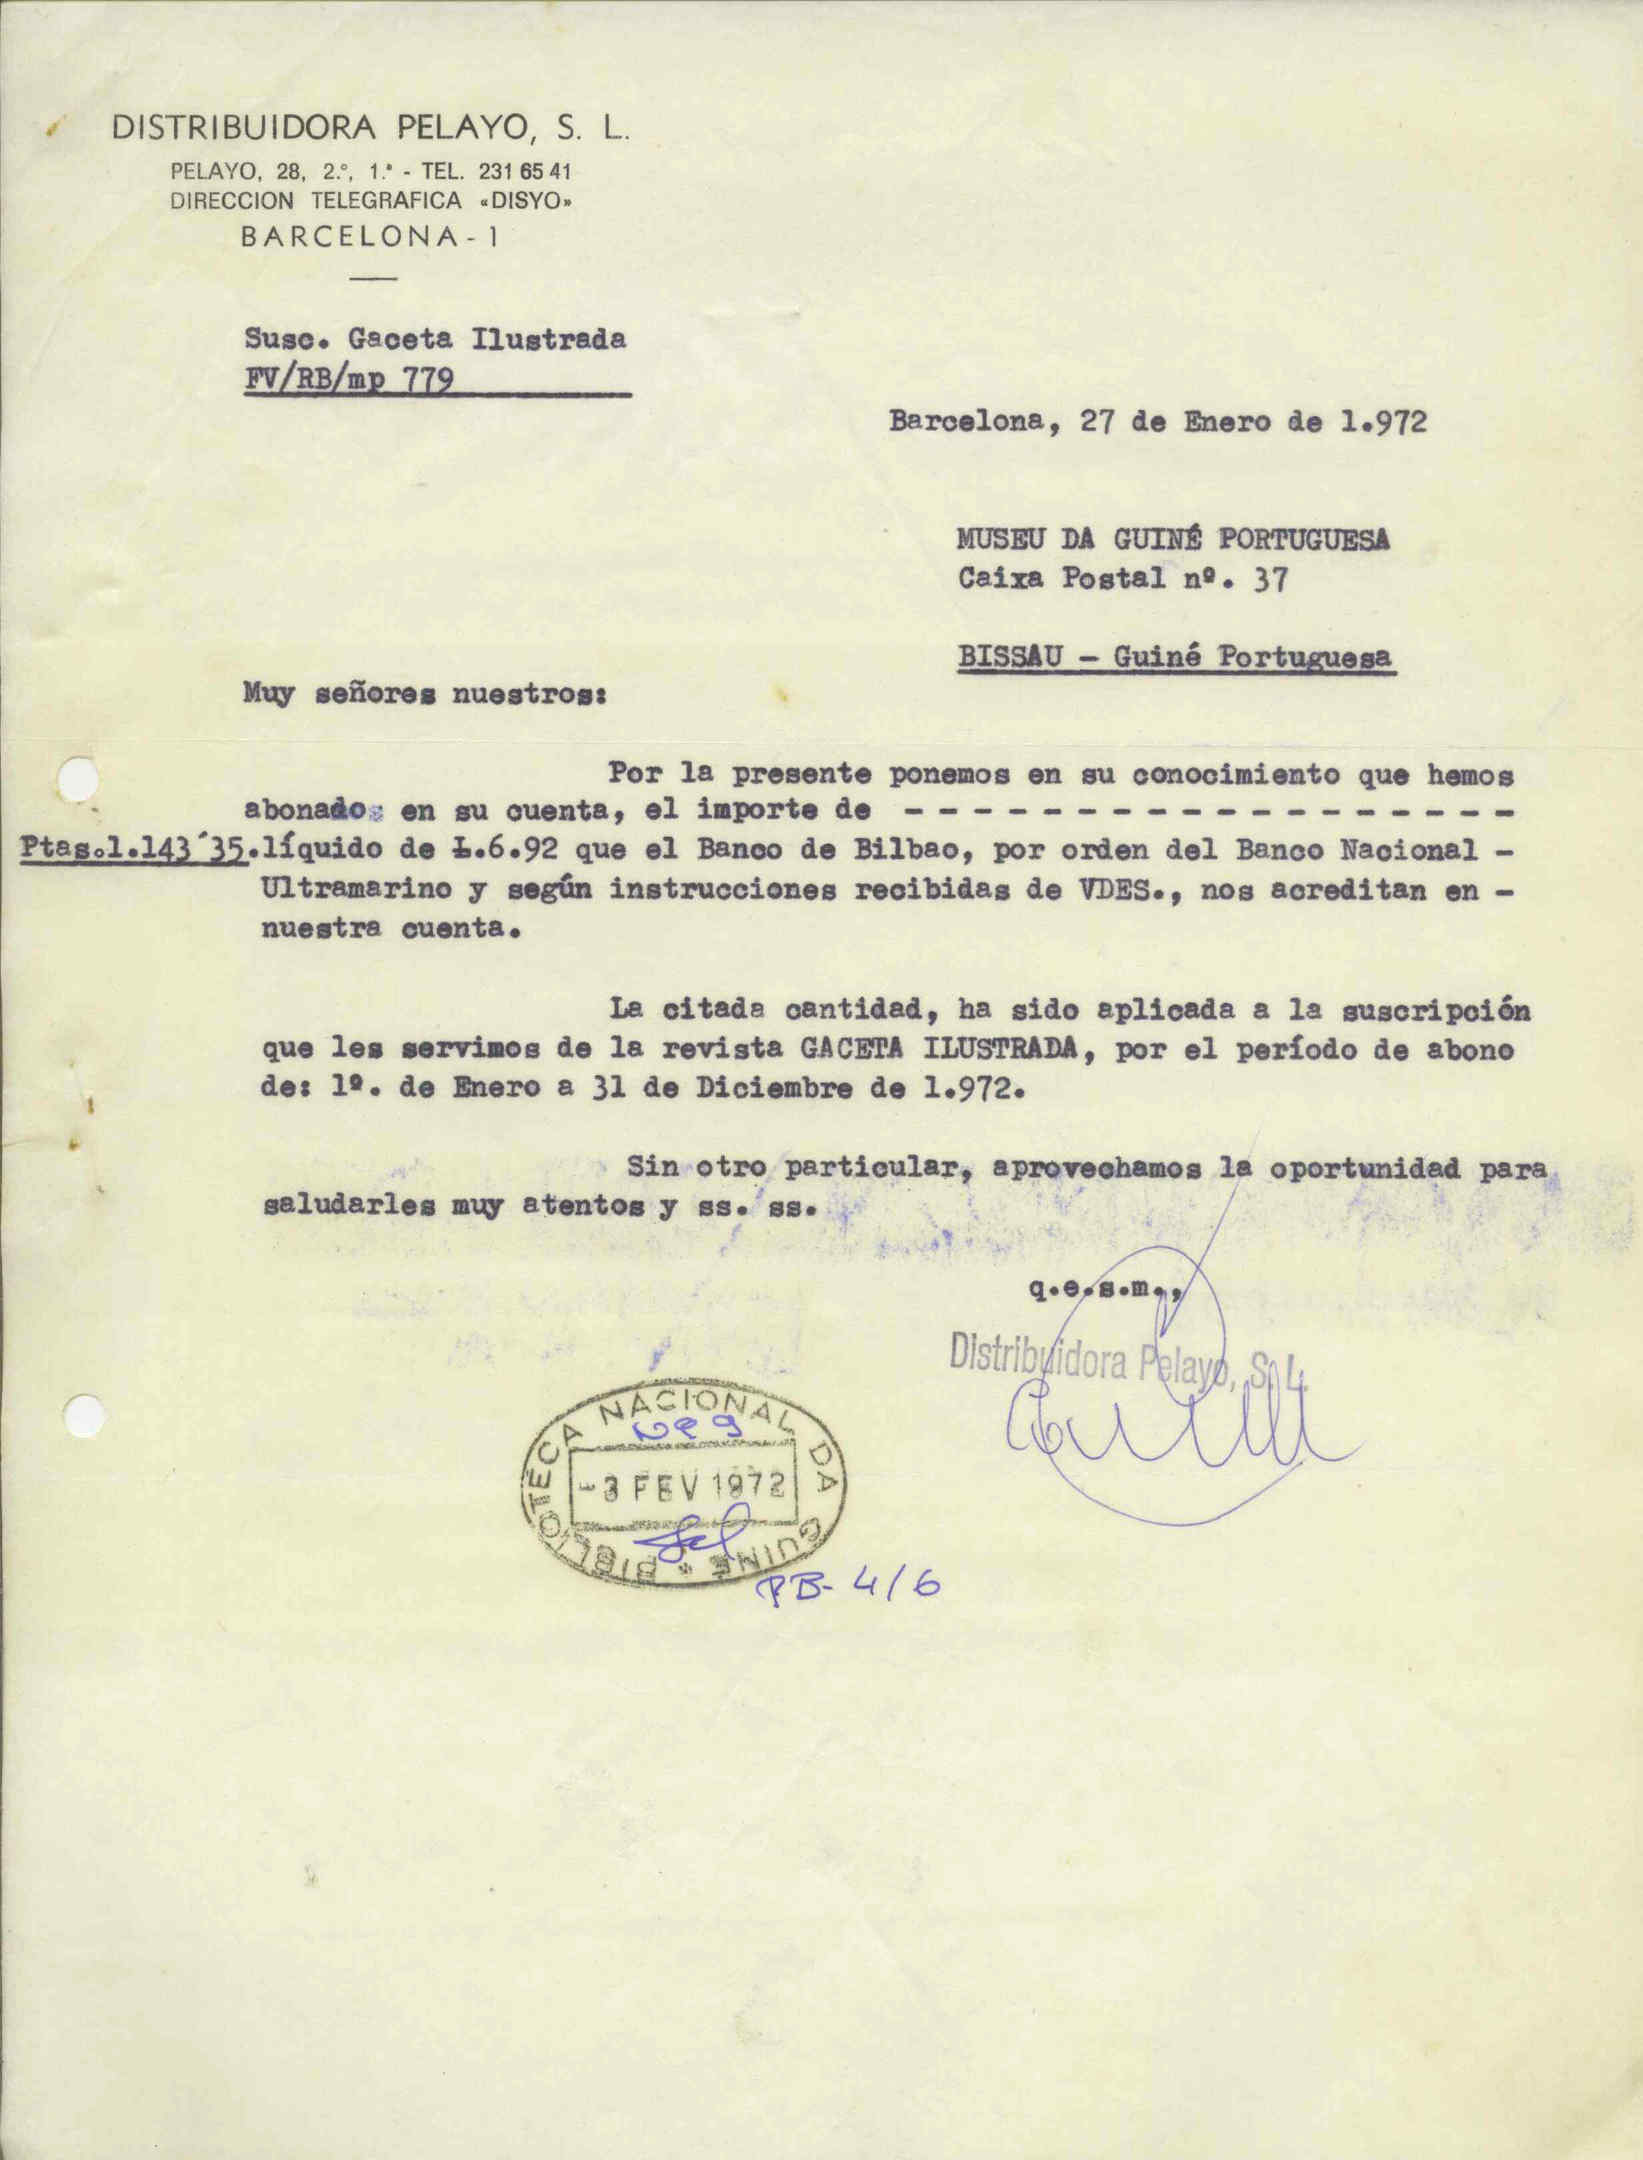 DISTRIBUIDORA PELAYO, S. L.
PELAYO, 28, 2.º, 1.ª - TEL. 231 65 41
DIRECCION TELEGRAFICA «DISYO»
BARCELONA-1
Susc. Gaceta Ilustrada
FV/RB/mp 779
Barcelona, 27 de Enero de 1.972
MUSEU DA GUINÉ PORTUGUESA
Caixa Postal nº. 37
BISSAU - Guiné Portuguesa
Muy señores nuestros:
Por la presente ponemos en su conocimiento que hemos
abonados en su cuenta, el importe de - - - - - - - - - - - - - - - - - -
Ptas.1.143´35.líquido de Ł.6.92 que el Banco de Bilbao, por orden del Banco Nacional -
Ultramarino y según instrucciones recibidas de VDES., nos acreditan en -
nuestra cuenta.
La citada cantidad, ha sido aplicada a la suscripción
que les servimos de la revista GACETA ILUSTRADA, por el período de abono
de: 1º. de Enero a 31 de Diciembre de 1.972.
Sin otro particular, aprovechamos la oportunidad para
saludarles muy atentos y ss. ss.
q.e.s.m.,
Distribuidora Pelayo, S. L.
BIBLIOTECA NACIONAL DA GUINÉ *
Nº 9
-3 FEV 1972
PB- 4/6